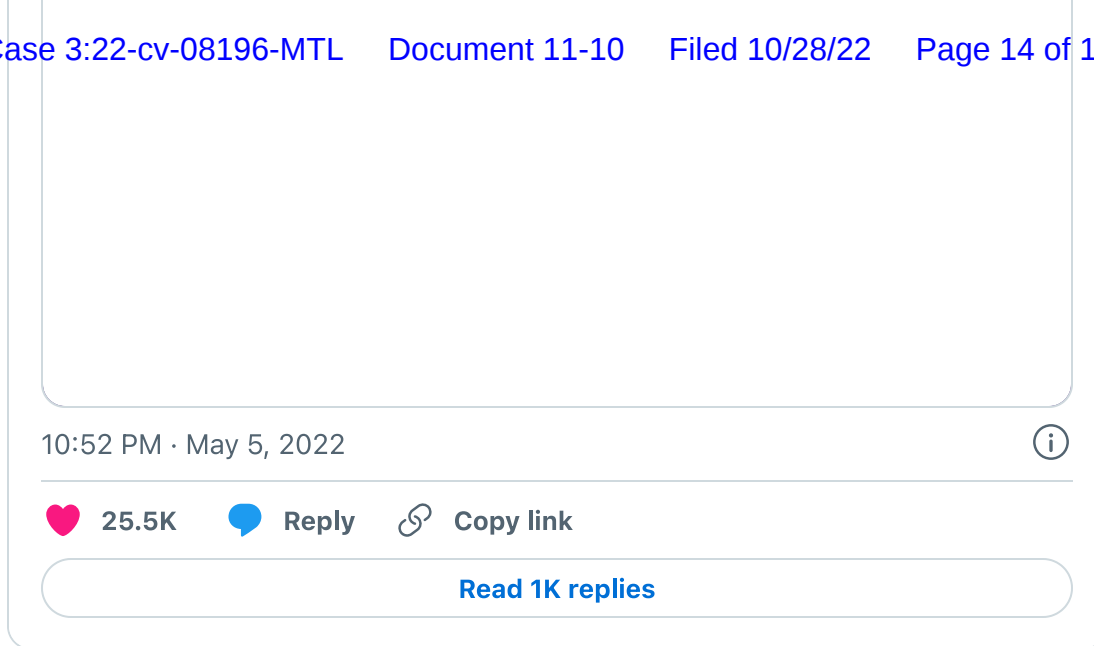 ase 3:22-cv-08196-MTL Document 11-10 Filed 10/28/22 Page 14 of 1
10:52 PM · May 5, 2022
25.5K Reply Copy link
Read 1K replies